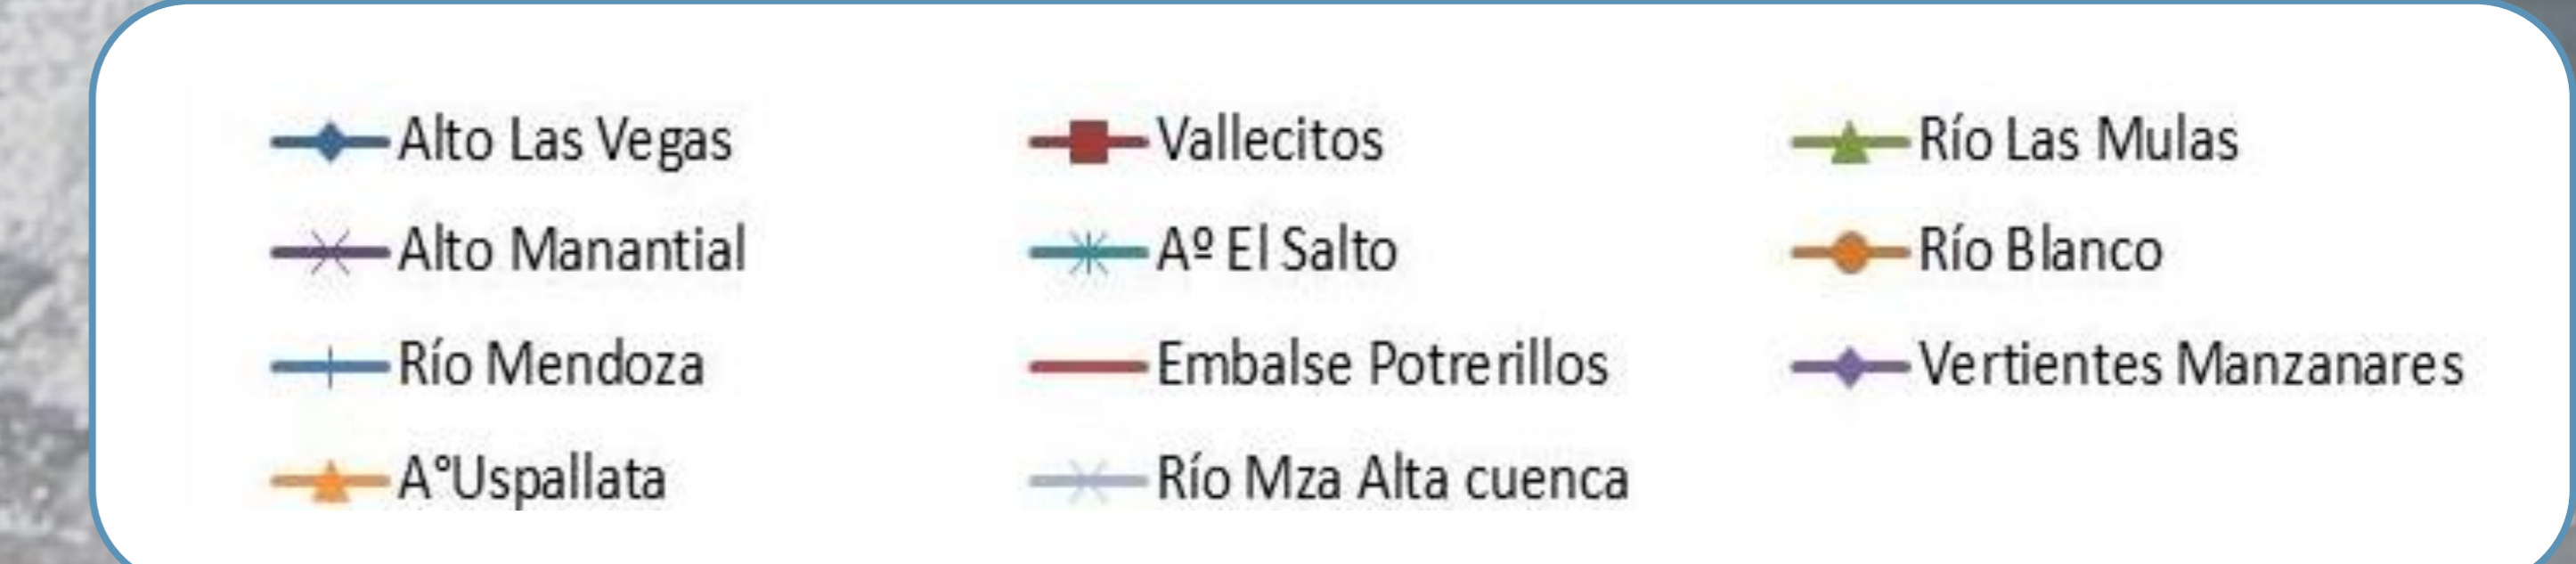 Alto Las Vegas Vallecitos Río Las Mulas
Alto Manantial Aº El Salto Río Blanco
Río Mendoza Embalse Potrerillos Vertientes Manzanares
A°Uspallata Río Mza Alta cuenca